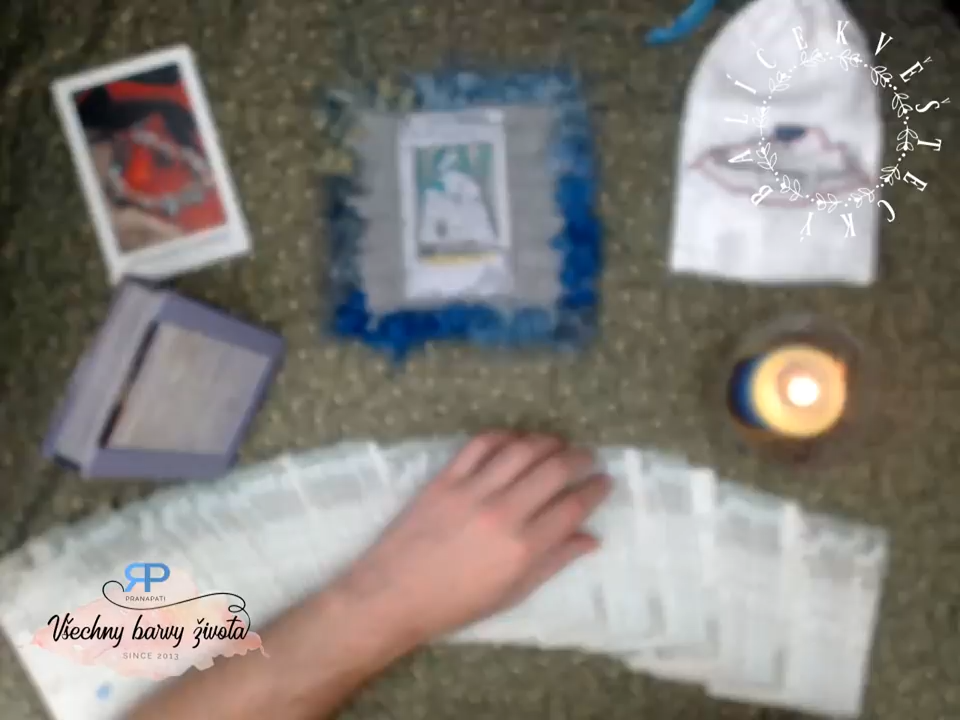 BALÍČEK VĚŠTECKÝ
RP
PRANAPATI
Všechny barvy života
SINCE 2013